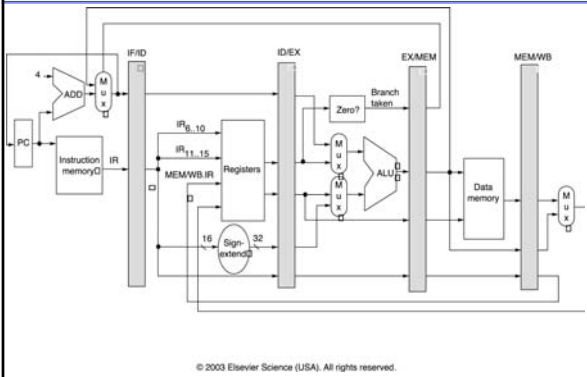 IF/ID
ID/EX
EX/MEM
MEM/WB
4
ADD
M
u
x
Zero?
Branch
taken
PC
Instruction
memory
IR
IR6..10
IR11..15
MEM/WB.IR
Registers
M
u
x
M
u
x
ALU
Data
memory
M
u
x
16
Sign-
extend
32
© 2003 Elsevier Science (USA). All rights reserved.